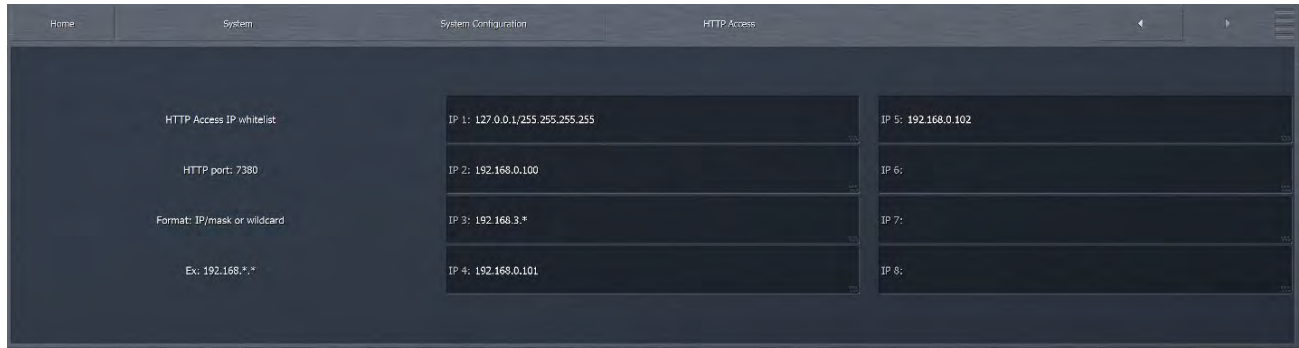 Home System System Configuration HTTP Access
HTTP Access IP whitelist IP 1: 127.0.0.1/255.255.255.255 IP 5: 192.168.0.102
HTTP port: 7380 IP 2: 192.168.0.100 IP 6:
Format: IP/mask or wildcard IP 3: 192.168.3.* IP 7:
Ex: 192.168.*.* IP 4: 192.168.0.101 IP 8: